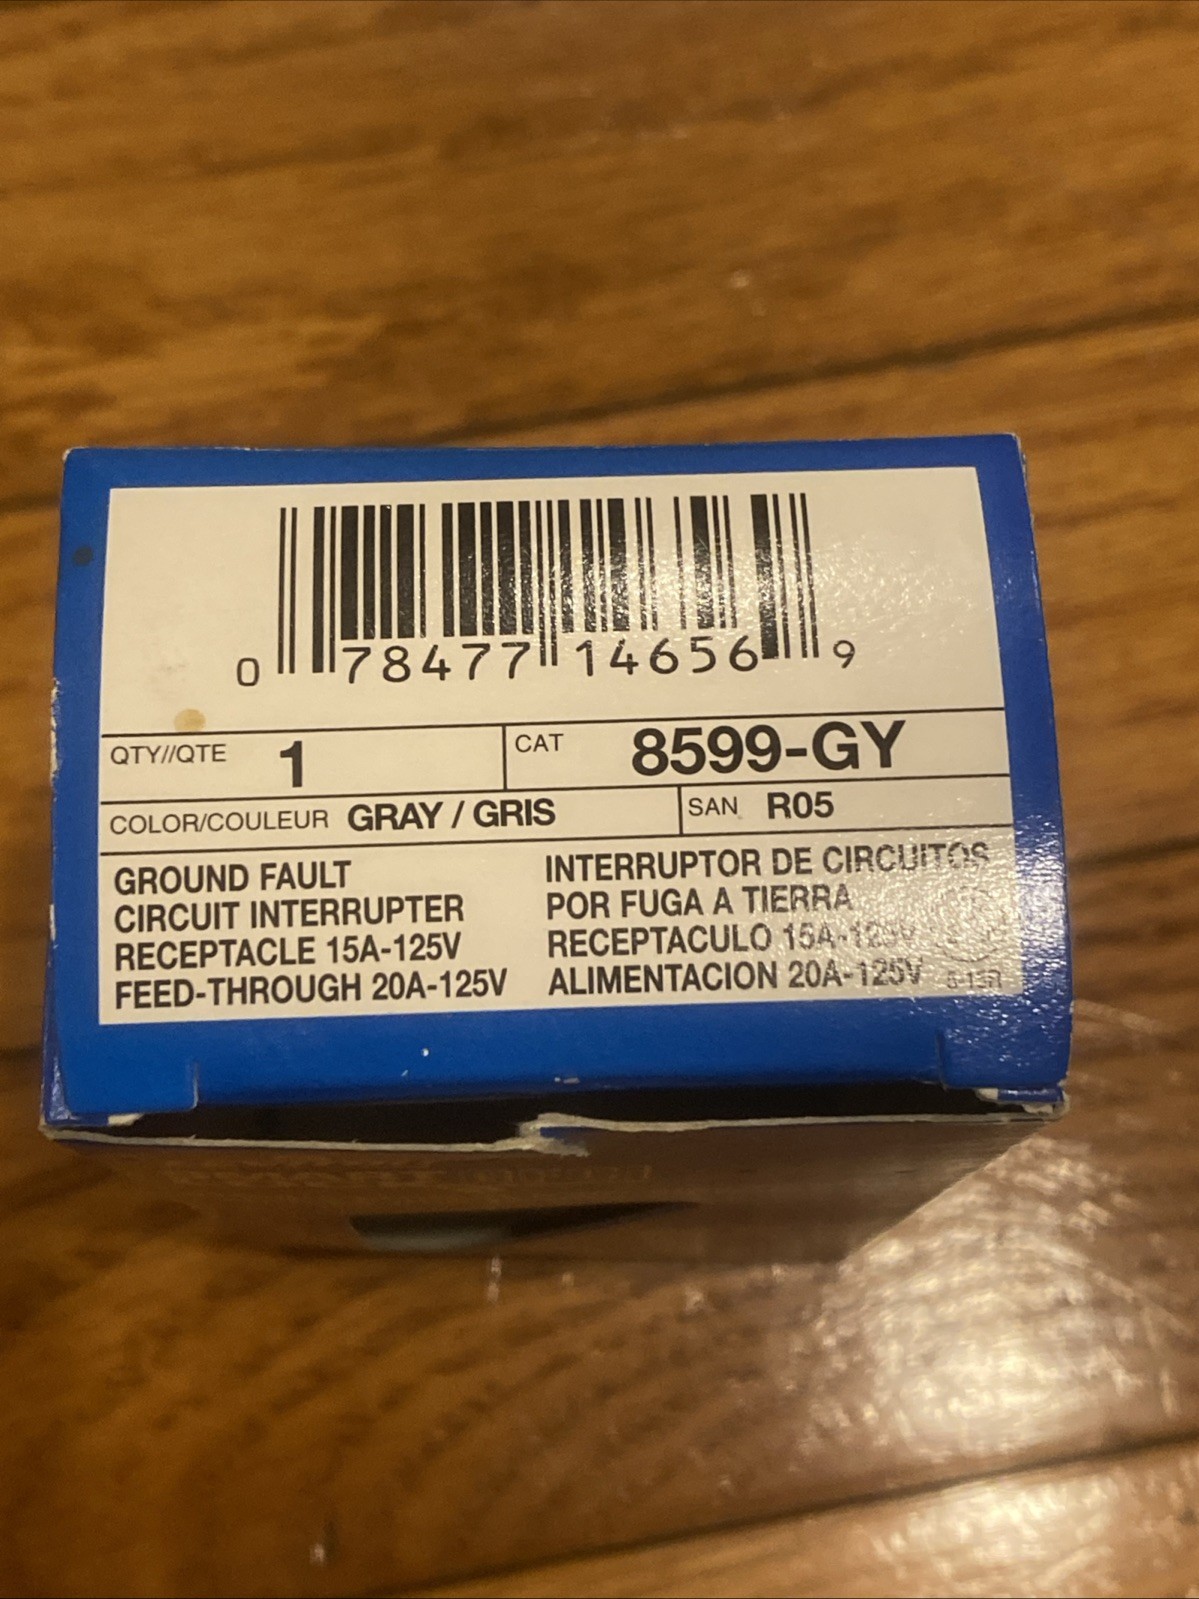 0 78477 14656 9
QTY//QTE 1 CAT 8599-GY
COLOR/COULEUR GRAY / GRIS SAN R05
GROUND FAULT
CIRCUIT INTERRUPTER
RECEPTACLE 15A-125V
FEED-THROUGH 20A-125V
INTERRUPTOR DE CIRCUITOS
POR FUGA A TIERRA
RECEPTACULO 15A-125V
ALIMENTACION 20A-125V
5-15R